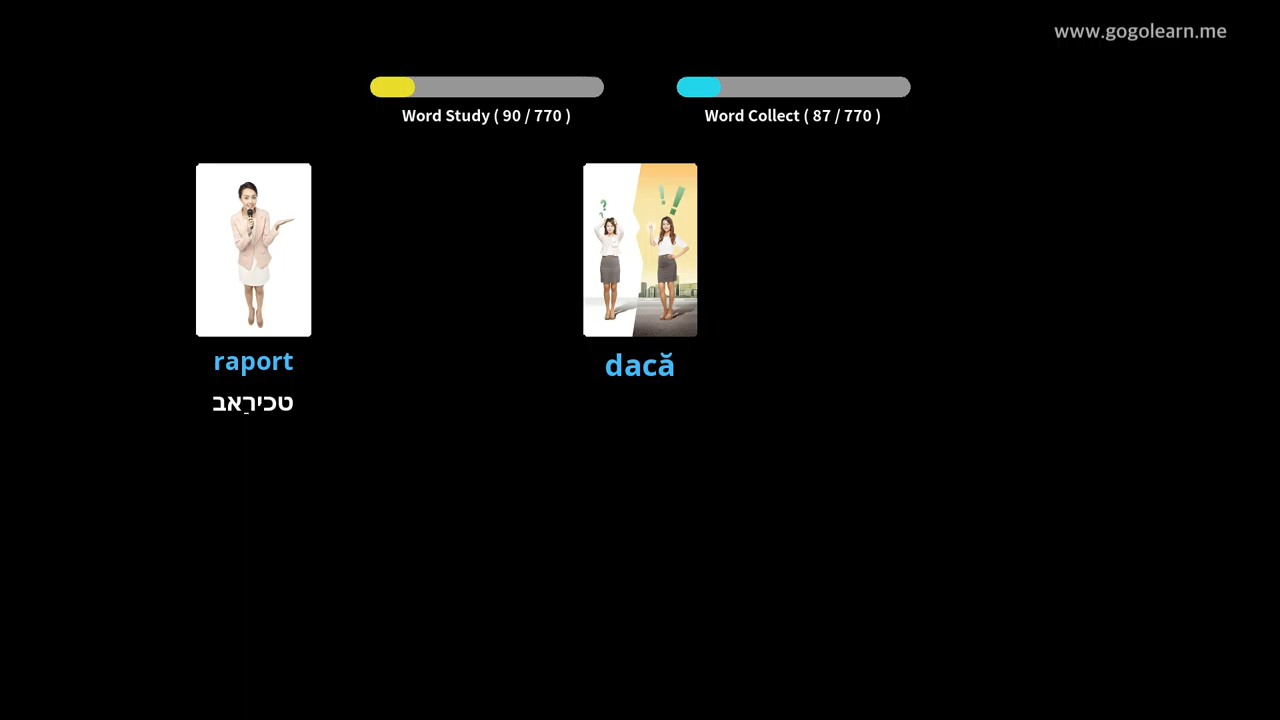 www.gogolearn.me
Word Study ( 90 / 770 )
Word Collect ( 87 / 770 )
raport
טכירַאב
dacă